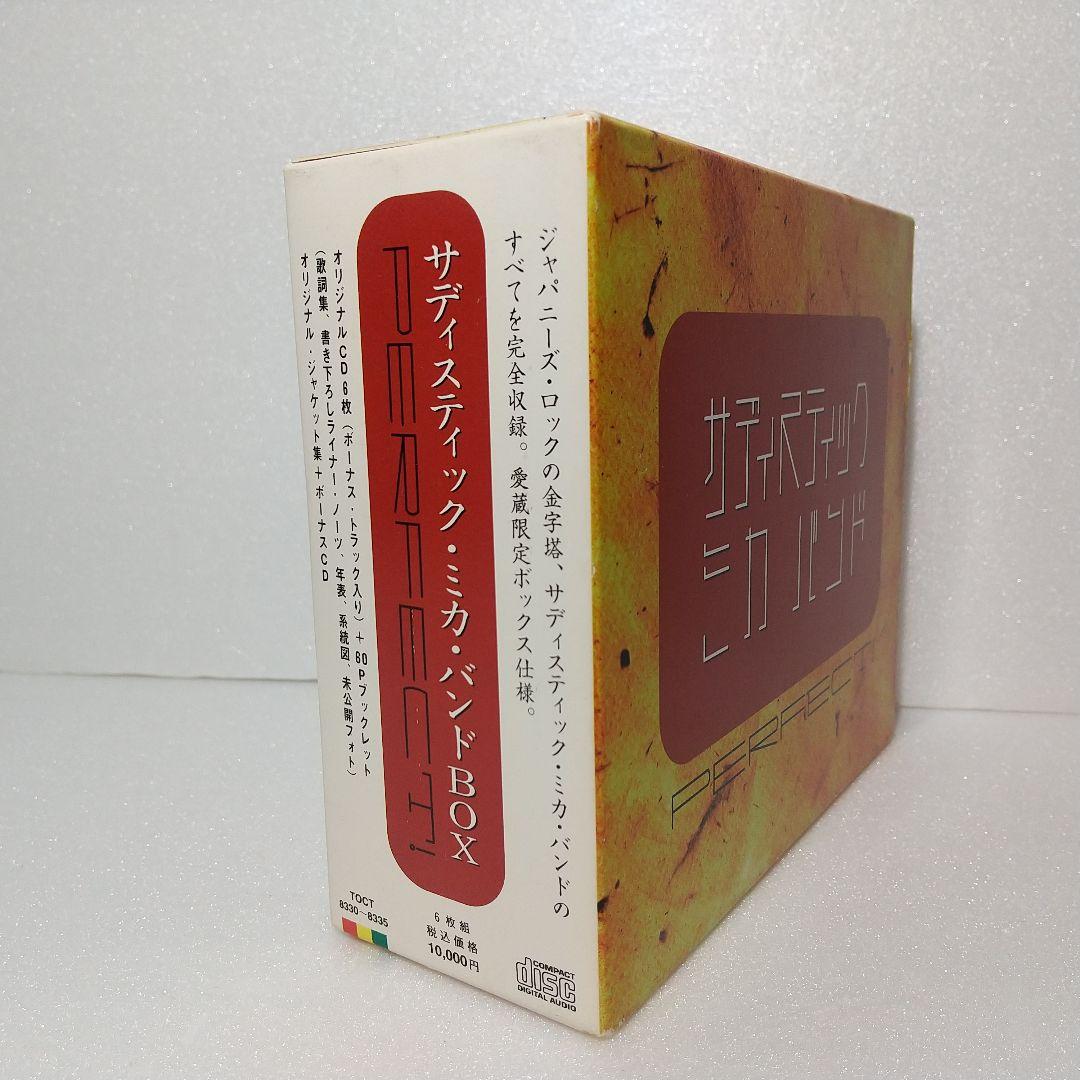 ジャパニーズ・ロックの金字塔、サディスティック・ミカ・バンドの
すべてを完全収録。愛蔵限定ボックス仕様。
サディスティック・ミカ・バンドBOX
PERFECT!
オリジナルCD6枚(ボーナス・トラック入り)+60Pブックレット
(歌詞集、書き下ろしライナー・ノーツ、年表、系統図、未公開フォト)
オリジナル・ジャケット集+ボーナスCD
TOCT
8330~8335
6枚組
税込価格
10,000円
COMPACT
disc
DIGITAL AUDIO
サディスティック
ミカ バンド
PERFECT!